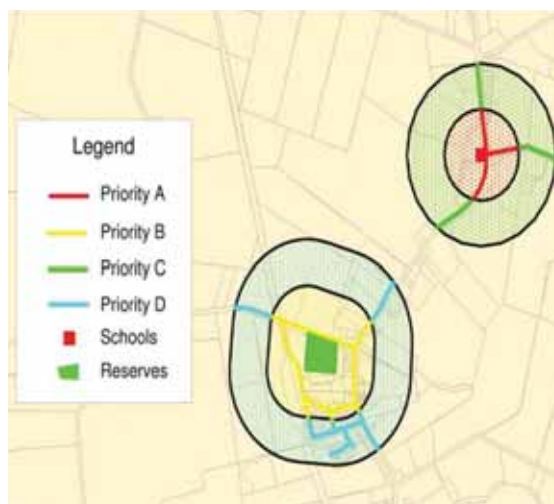 Legend
Priority A
Priority B
Priority C
Priority D
Schools
Reserves